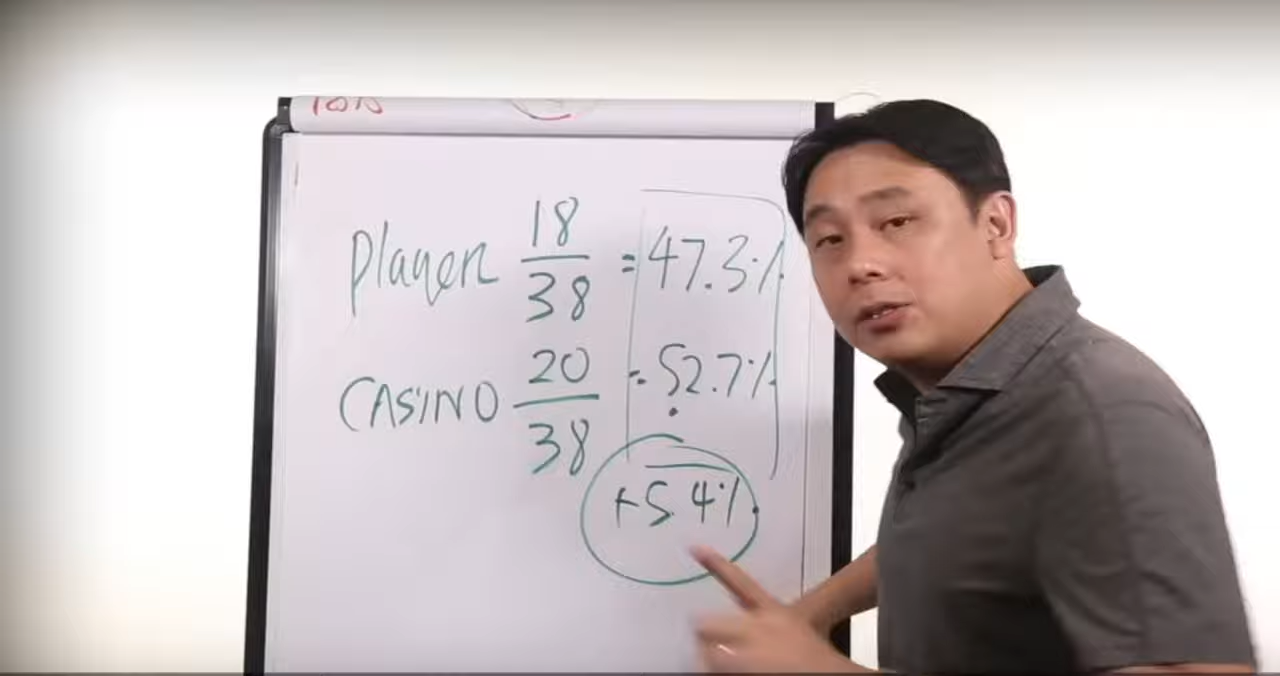 Player 18/38 = 47.3%
CASINO 20/38 = 52.7%
+5.4%